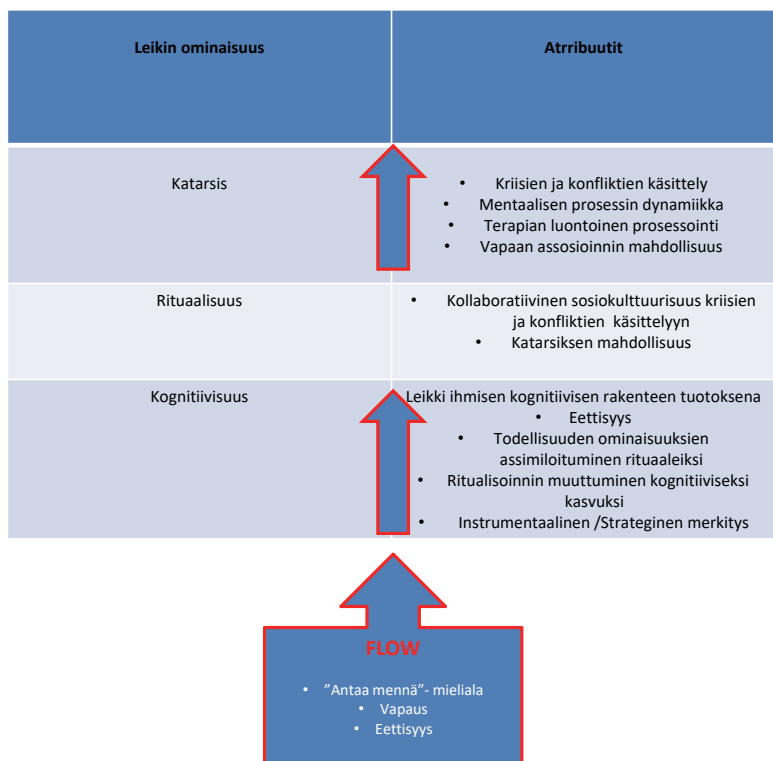 Leikin ominaisuus
Atrribuutit
Katarsis
• Kriisien ja konfliktien käsittely
• Mentaalisen prosessin dynamiikka
• Terapian luontoinen prosessointi
• Vapaan assosioinnin mahdollisuus
Rituaalisuus
• Kollaboratiivinen sosiokulttuurisuus kriisien
ja konfliktien käsittelyyn
• Katarsiksen mahdollisuus
Kognitiivisuus
Leikki ihmisen kognitiivisen rakenteen tuotoksena
• Eettisyys
• Todellisuuden ominaisuuksien
assimiloituminen rituaaleiksi
• Ritualisoinnin muuttuminen kognitiiviseksi
kasvuksi
• Instrumentaalinen /Strateginen merkitys
FLOW
• ”Antaa mennä”- mieliala
• Vapaus
• Eettisyys